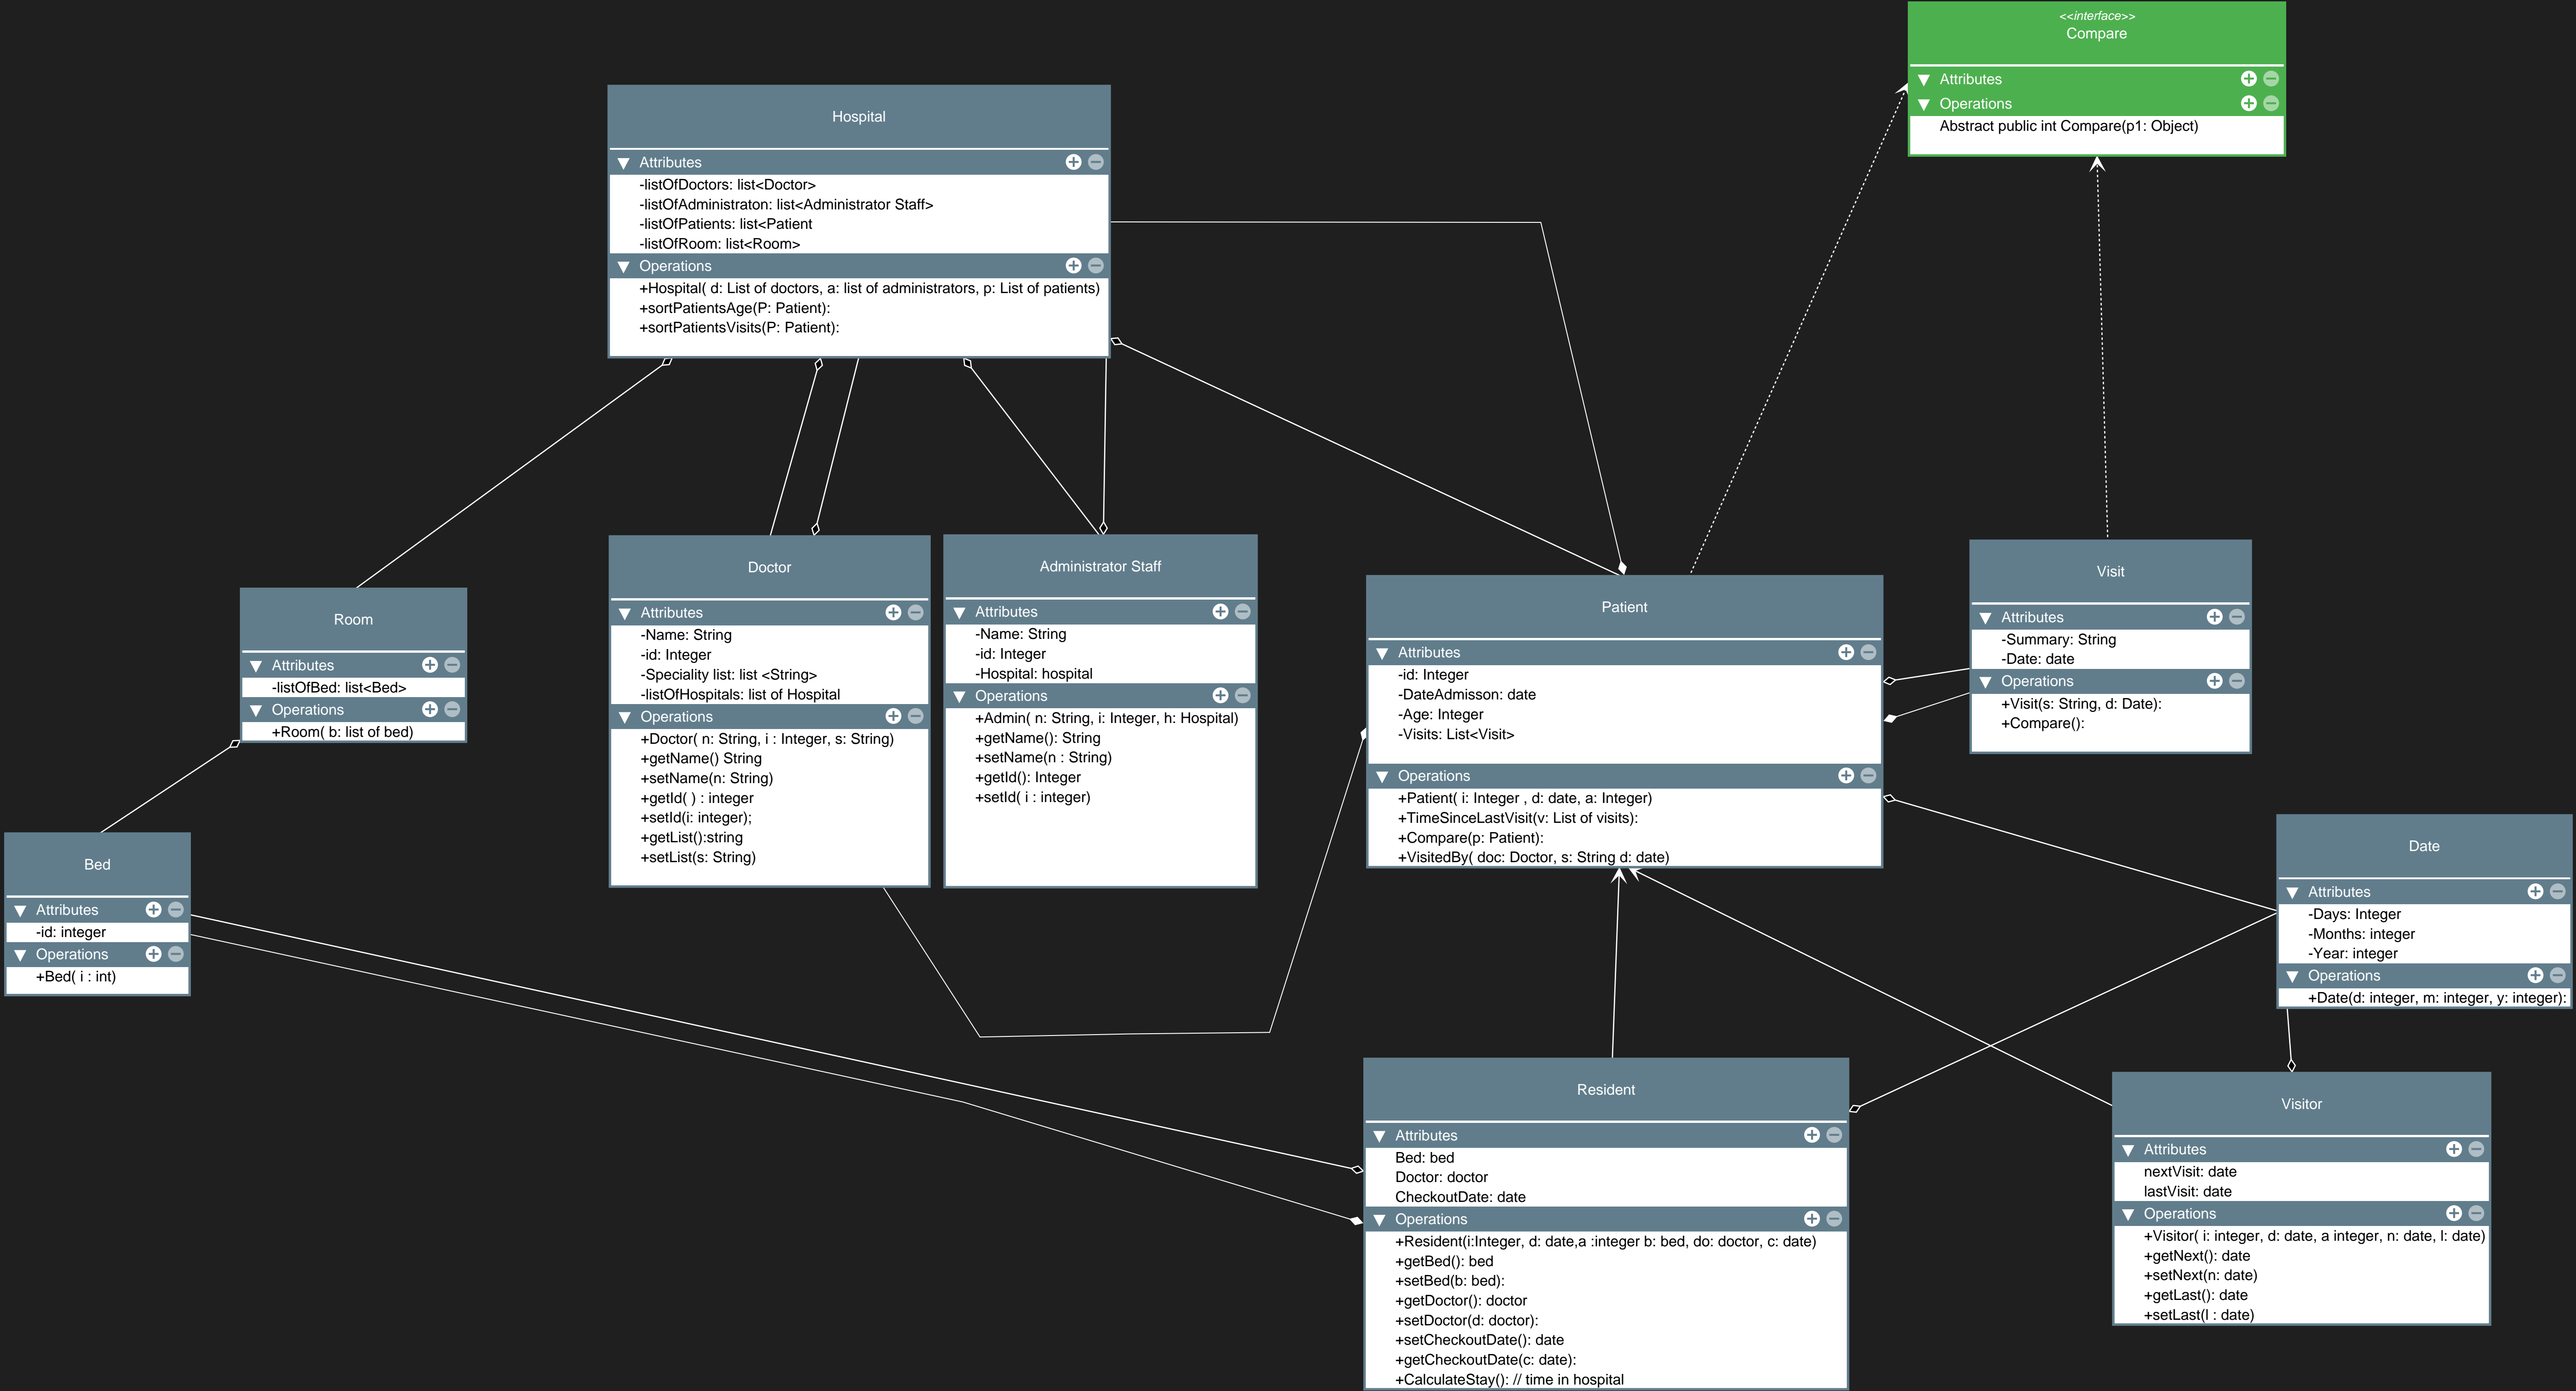 <<interface>>
Compare
Attributes
Operations
Abstract public int Compare(p1: Object)
Hospital
Attributes
-listOfDoctors: list<Doctor>
-listOfAdministraton: list<Administrator Staff>
-listOfPatients: list<Patient
-listOfRoom: list<Room>
Operations
+Hospital( d: List of doctors, a: list of administrators, p: List of patients)
+sortPatientsAge(P: Patient):
+sortPatientsVisits(P: Patient):
Room
Attributes
-listOfBed: list<Bed>
Operations
+Room( b: list of bed)
Doctor
Attributes
-Name: String
-id: Integer
-Speciality list: list <String>
-listOfHospitals: list of Hospital
Operations
+Doctor( n: String, i : Integer, s: String)
+getName() String
+setName(n: String)
+getId( ) : integer
+setId(i: integer);
+getList():string
+setList(s: String)
Administrator Staff
Attributes
-Name: String
-id: Integer
-Hospital: hospital
Operations
+Admin( n: String, i: Integer, h: Hospital)
+getName(): String
+setName(n : String)
+getId(): Integer
+setId( i : integer)
Patient
Attributes
-id: Integer
-DateAdmisson: date
-Age: Integer
-Visits: List<Visit>
Operations
+Patient( i: Integer , d: date, a: Integer)
+TimeSinceLastVisit(v: List of visits):
+Compare(p: Patient):
+VisitedBy( doc: Doctor, s: String d: date)
Visit
Attributes
-Summary: String
-Date: date
Operations
+Visit(s: String, d: Date):
+Compare():
Bed
Attributes
-id: integer
Operations
+Bed( i : int)
Date
Attributes
-Days: Integer
-Months: integer
-Year: integer
Operations
+Date(d: integer, m: integer, y: integer):
Resident
Attributes
Bed: bed
Doctor: doctor
CheckoutDate: date
Operations
+Resident(i:Integer, d: date,a :integer b: bed, do: doctor, c: date)
+getBed(): bed
+setBed(b: bed):
+getDoctor(): doctor
+setDoctor(d: doctor):
+setCheckoutDate(): date
+getCheckoutDate(c: date):
+CalculateStay(): // time in hospital
Visitor
Attributes
nextVisit: date
lastVisit: date
Operations
+Visitor( i: integer, d: date, a integer, n: date, l: date)
+getNext(): date
+setNext(n: date)
+getLast(): date
+setLast(l : date)